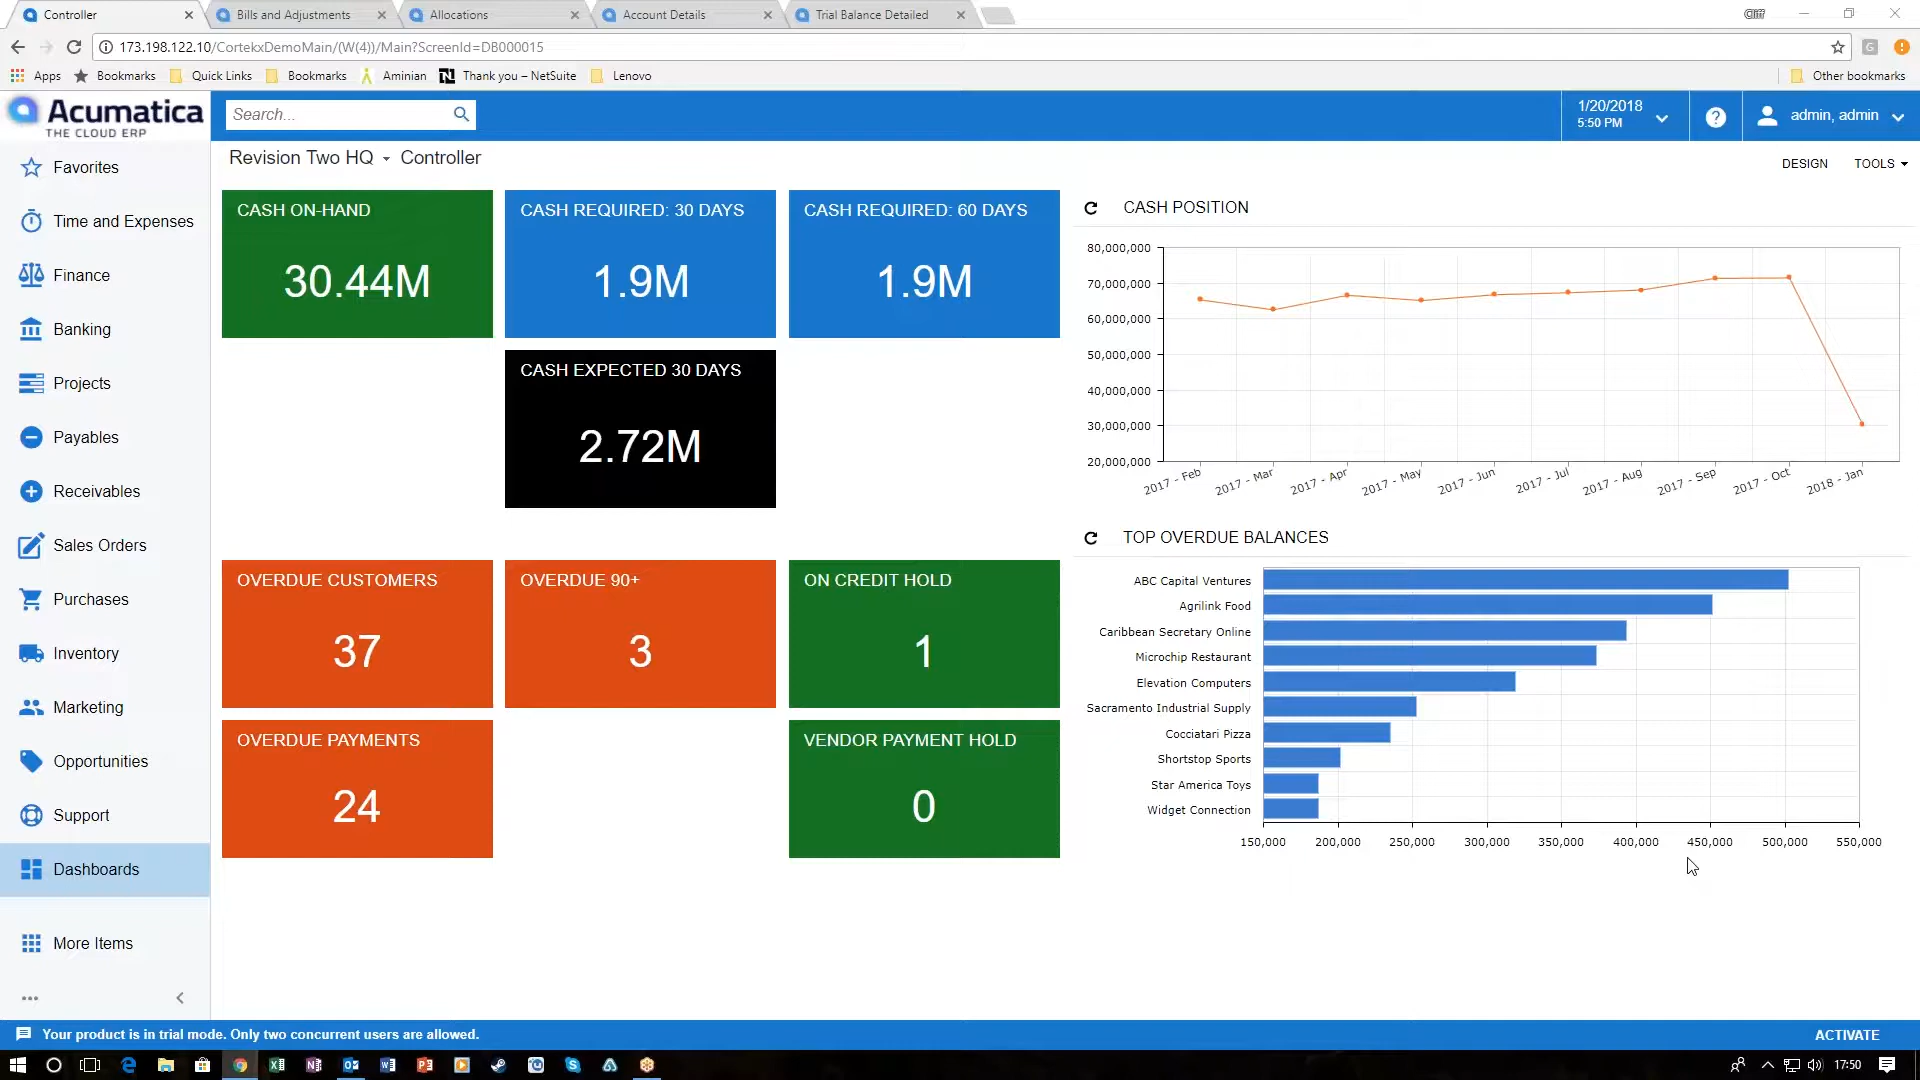 Controller
Bills and Adjustments
Allocations
Account Details
Trial Balance Detailed
Cliff
173.198.122.10/CortekxDemoMain/(W(4))/Main?ScreenId=DB000015
Apps
Bookmarks
Quick Links
Bookmarks
Aminian
Thank you – NetSuite
Lenovo
Other bookmarks
Acumatica
THE CLOUD ERP
Search...
1/20/2018
5:50 PM
admin, admin
Revision Two HQ
Controller
DESIGN
TOOLS
Favorites
Time and Expenses
Finance
Banking
Projects
Payables
Receivables
Sales Orders
Purchases
Inventory
Marketing
Opportunities
Support
Dashboards
More Items
CASH ON-HAND
30.44M
CASH REQUIRED: 30 DAYS
1.9M
CASH REQUIRED: 60 DAYS
1.9M
CASH EXPECTED 30 DAYS
2.72M
OVERDUE CUSTOMERS
37
OVERDUE 90+
3
ON CREDIT HOLD
1
OVERDUE PAYMENTS
24
VENDOR PAYMENT HOLD
0
CASH POSITION
80,000,000
70,000,000
60,000,000
50,000,000
40,000,000
30,000,000
20,000,000
2017 - Feb
2017 - Mar
2017 - Apr
2017 - May
2017 - Jun
2017 - Jul
2017 - Aug
2017 - Sep
2017 - Oct
2018 - Jan
TOP OVERDUE BALANCES
ABC Capital Ventures
Agrilink Food
Caribbean Secretary Online
Microchip Restaurant
Elevation Computers
Sacramento Industrial Supply
Cocciatari Pizza
Shortstop Sports
Star America Toys
Widget Connection
150,000
200,000
250,000
300,000
350,000
400,000
450,000
500,000
550,000
Your product is in trial mode. Only two concurrent users are allowed.
ACTIVATE
17:50